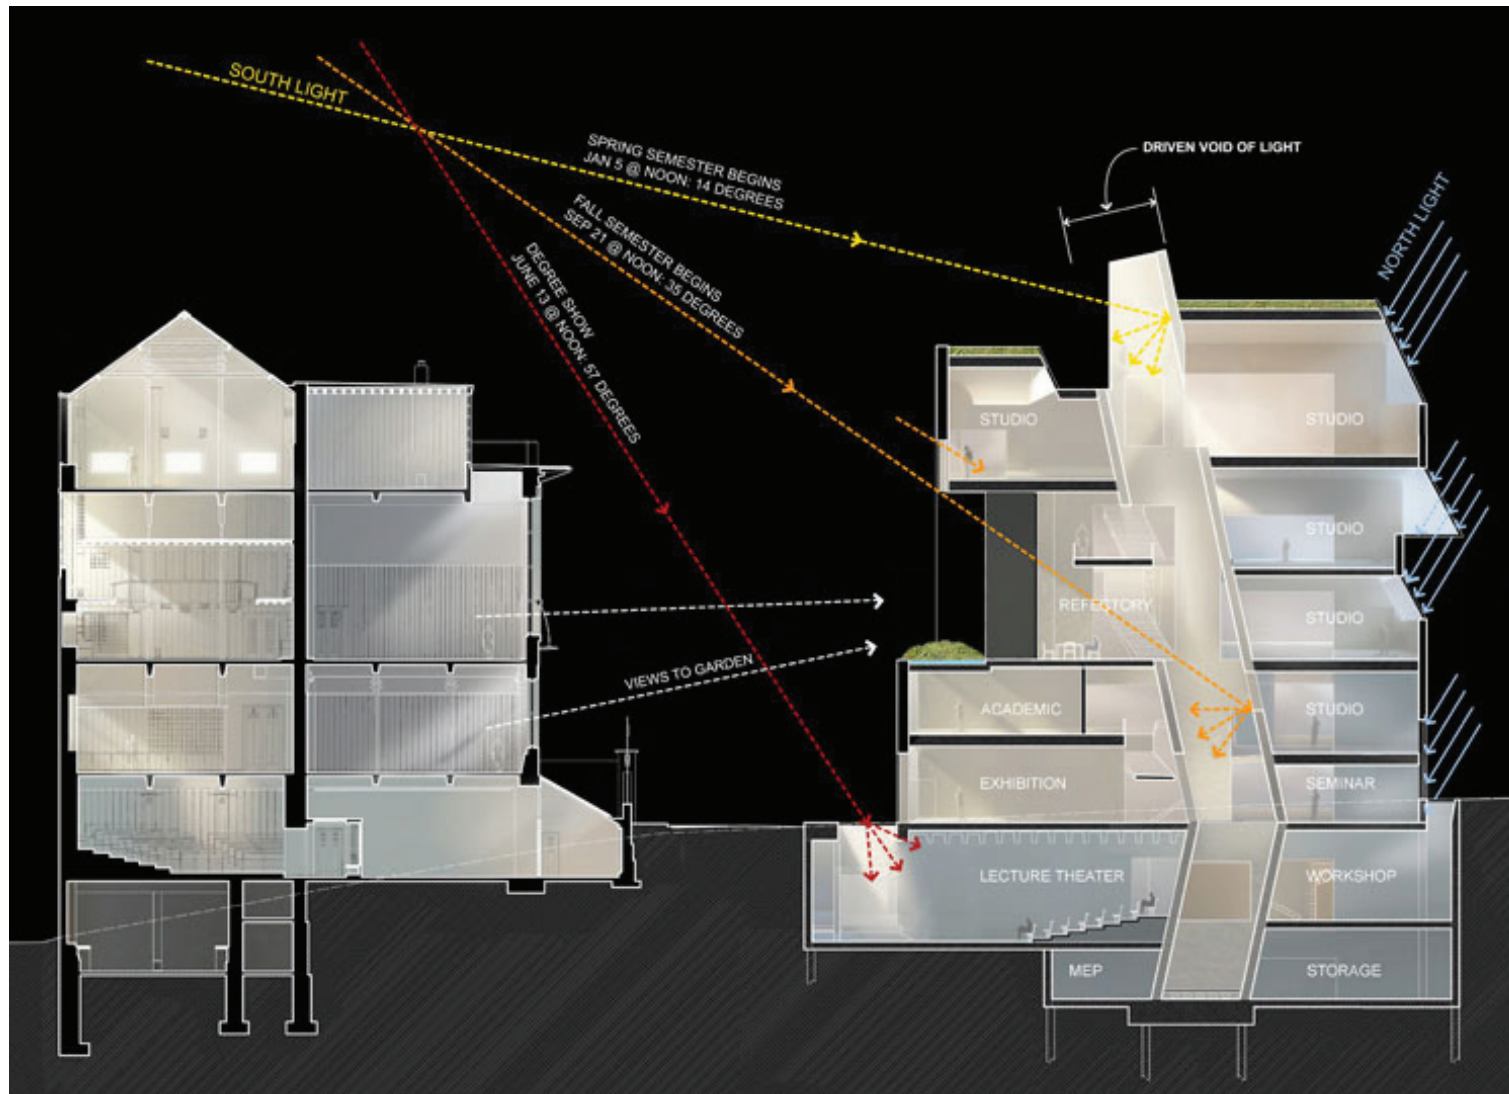 SOUTH LIGHT
SPRING SEMESTER BEGINS
JAN 5 @ NOON: 14 DEGREES
FALL SEMESTER BEGINS
SEP 21 @ NOON: 35 DEGREES
DEGREE SHOW
JUNE 13 @ NOON: 57 DEGREES
DRIVEN VOID OF LIGHT
NORTH LIGHT
STUDIO
STUDIO
STUDIO
REFECTORY
STUDIO
VIEWS TO GARDEN
ACADEMIC
STUDIO
EXHIBITION
SEMINAR
LECTURE THEATER
WORKSHOP
MEP
STORAGE